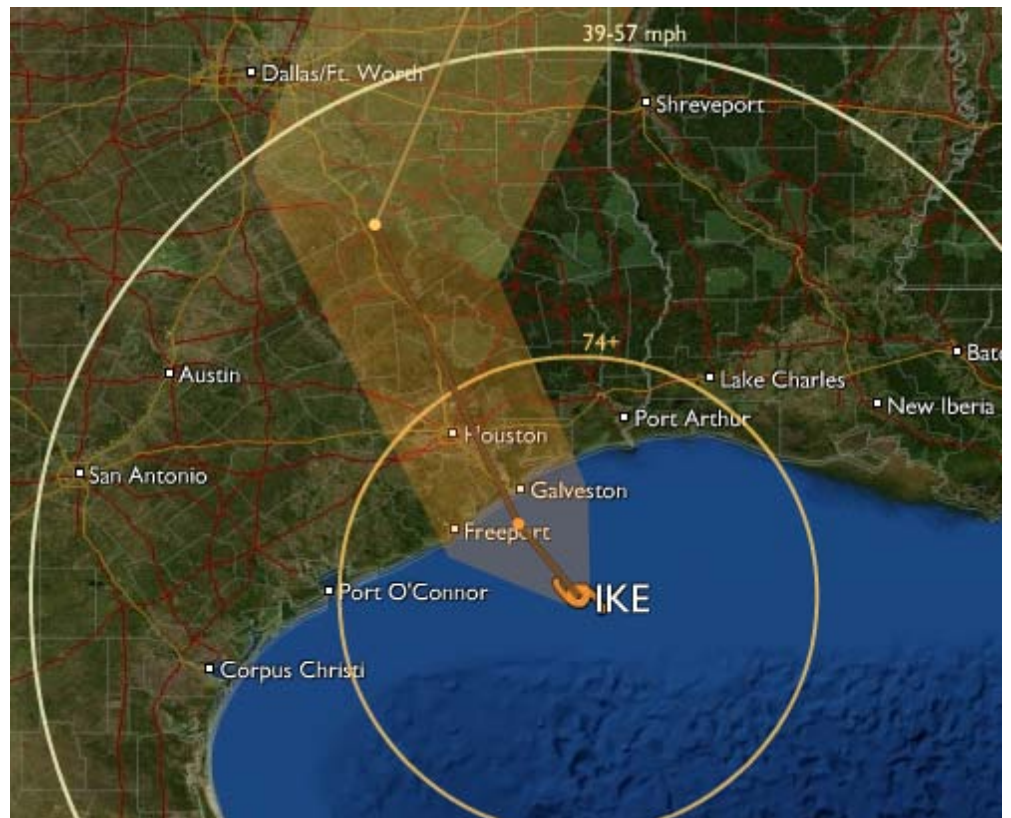 39-57 mph
Dallas/Ft. Worth
Shreveport
74+
Austin
Lake Charles
Port Arthur
New Iberia
Houston
San Antonio
Galveston
Freeport
Port O'Connor
IKE
Corpus Christi